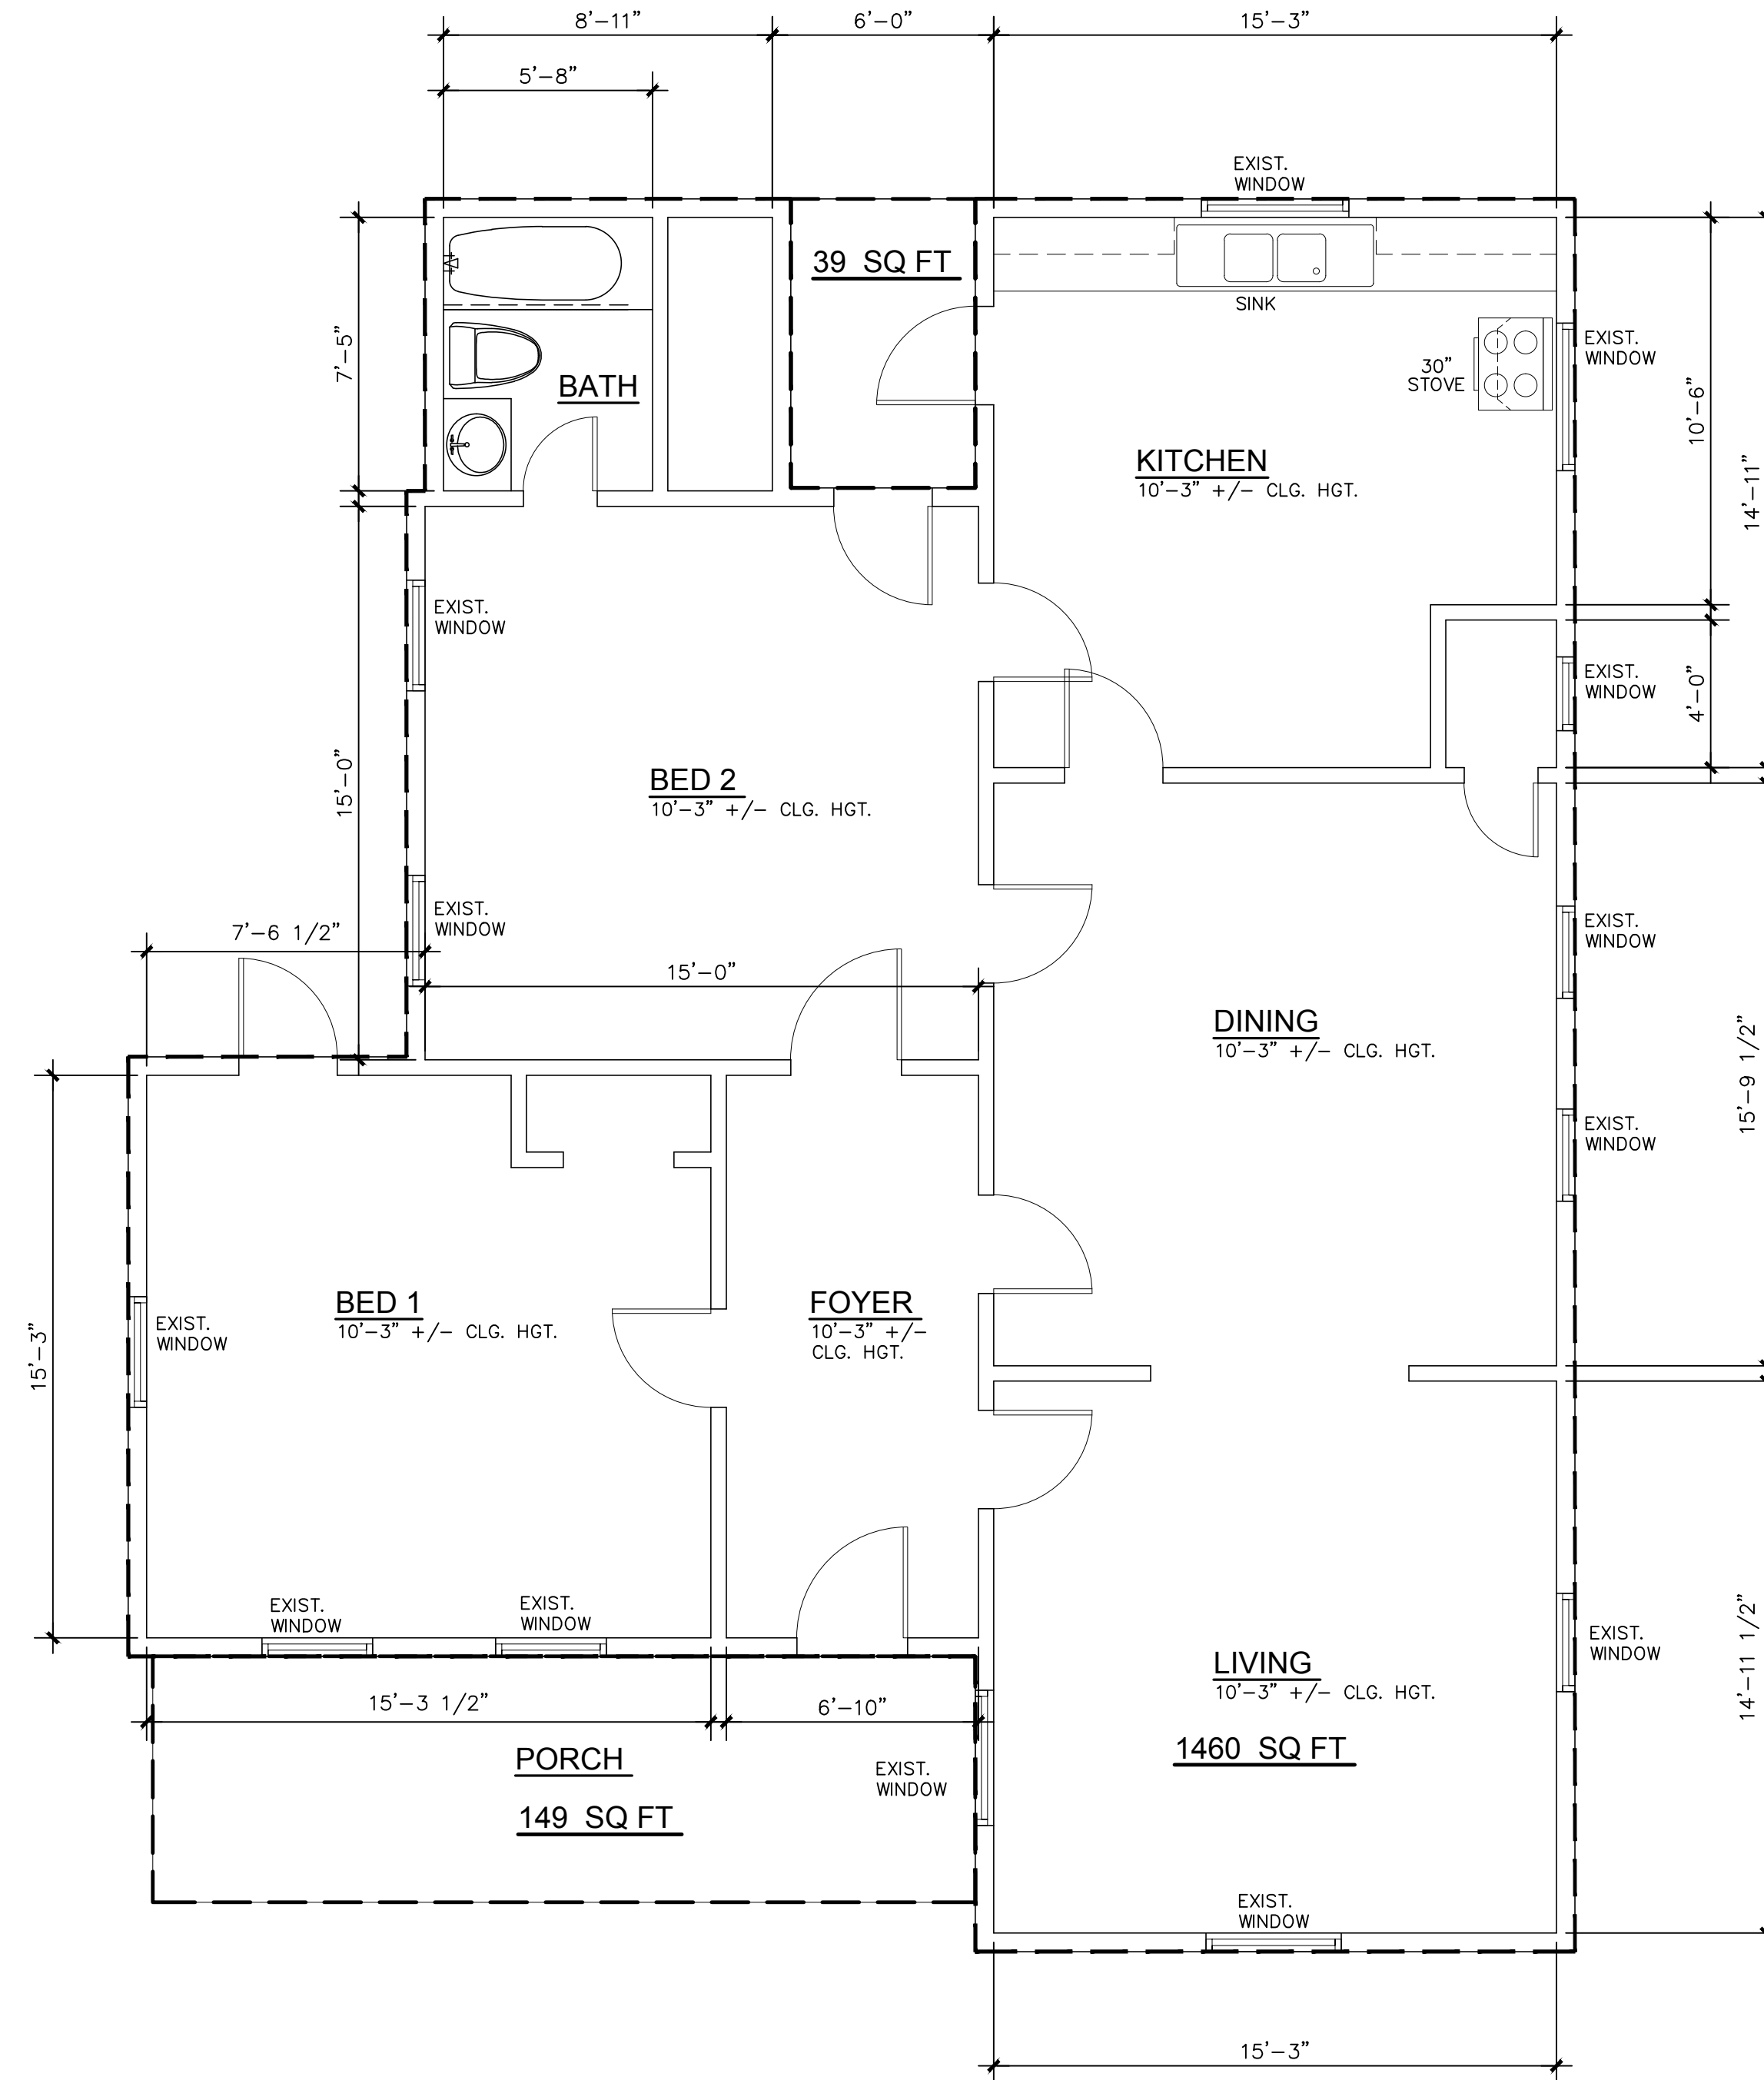 8'-11"
6'-0"
15'-3"
5'-8"
EXIST.
WINDOW
39 SQ FT
SINK
EXIST.
WINDOW
30"
STOVE
7'-5"
BATH
10'-6"
KITCHEN
10'-3" +/- CLG. HGT.
14'-11"
EXIST.
WINDOW
EXIST.
WINDOW
4'-0"
15'-0"
BED 2
10'-3" +/- CLG. HGT.
EXIST.
WINDOW
EXIST.
WINDOW
7'-6 1/2"
15'-0"
DINING
10'-3" +/- CLG. HGT.
15'-9 1/2"
EXIST.
WINDOW
BED 1
10'-3" +/- CLG. HGT.
FOYER
10'-3" +/-
CLG. HGT.
EXIST.
WINDOW
15'-3"
EXIST.
WINDOW
EXIST.
WINDOW
EXIST.
WINDOW
LIVING
10'-3" +/- CLG. HGT.
14'-11 1/2"
15'-3 1/2"
6'-10"
1460 SQ FT
PORCH
EXIST.
WINDOW
149 SQ FT
EXIST.
WINDOW
15'-3"